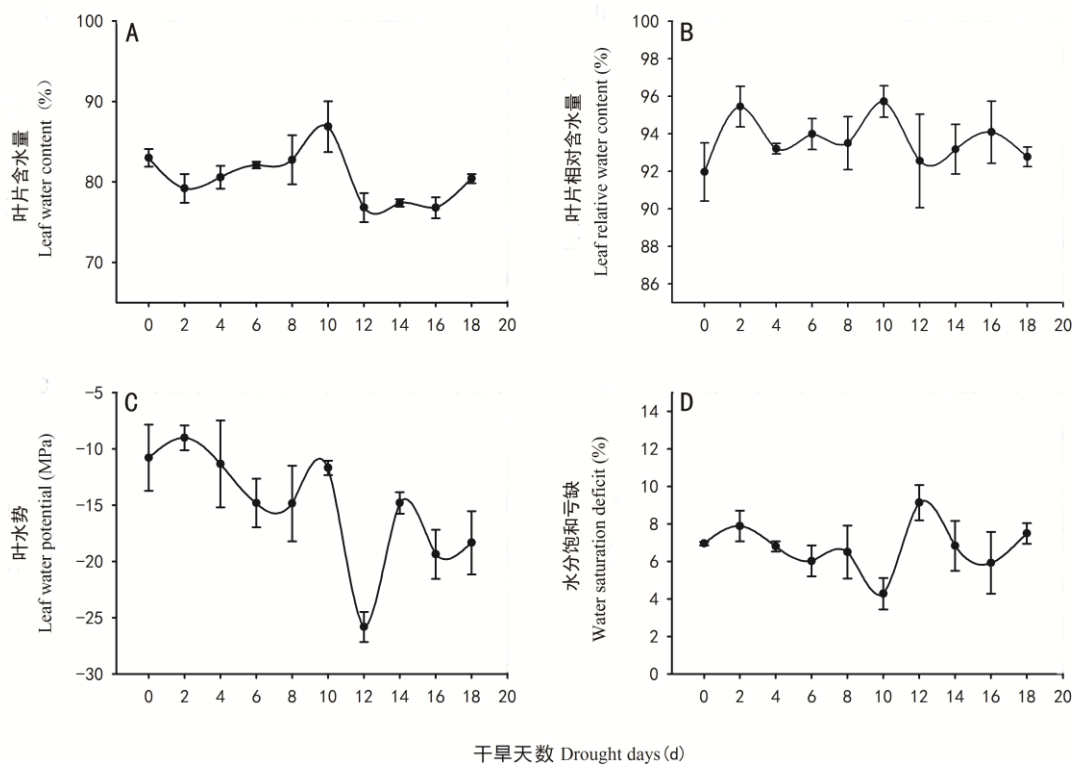 A
叶片含水量
Leaf water content (%)
100
90
80
70
0 2 4 6 8 10 12 14 16 18 20
B
叶片相对含水量
Leaf relative water content (%)
100
98
96
94
92
90
88
86
0 2 4 6 8 10 12 14 16 18 20
C
叶水势
Leaf water potential (MPa)
−5
−10
−15
−20
−25
−30
0 2 4 6 8 10 12 14 16 18 20
D
水分饱和亏缺
Water saturation deficit (%)
14
12
10
8
6
4
2
0
0 2 4 6 8 10 12 14 16 18 20
干旱天数 Drought days(d)